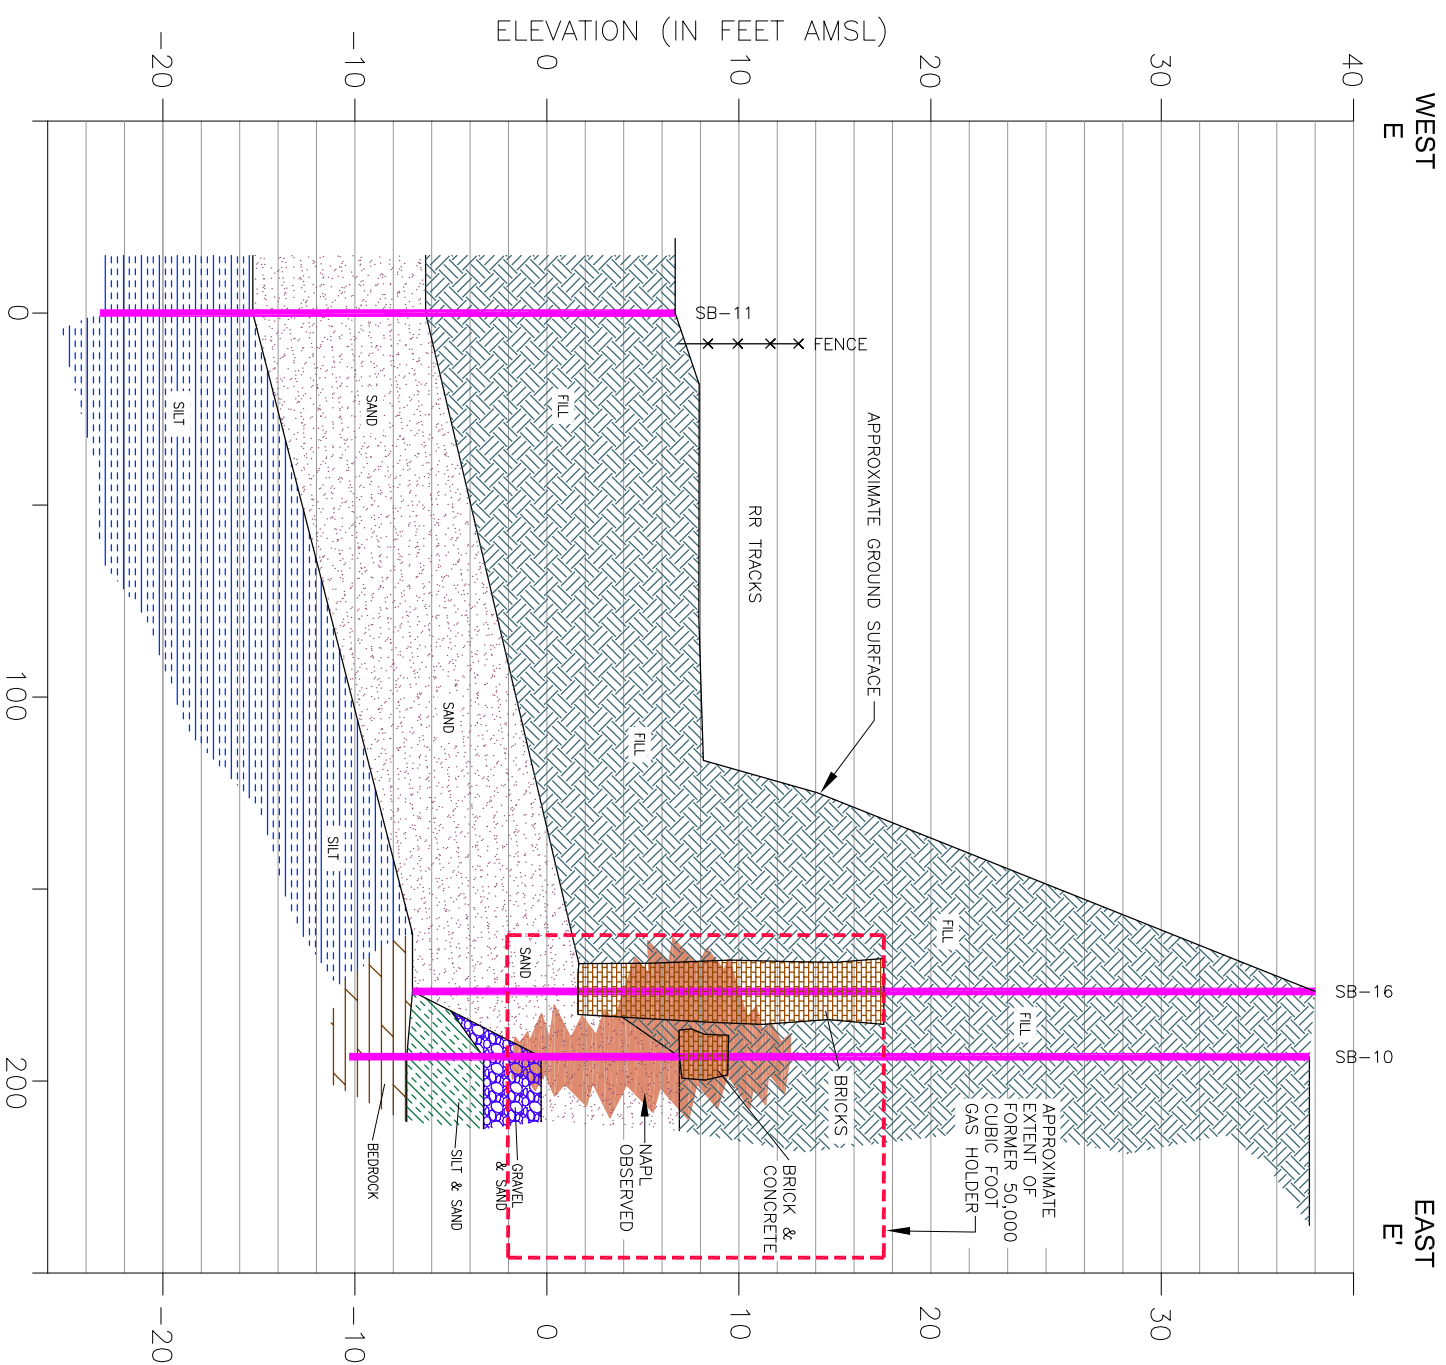 WEST
E
EAST
E'
ELEVATION (IN FEET AMSL)
40
30
20
10
0
-10
-20
30
20
10
0
-10
-20
0
100
200
SB-11
FENCE
RR TRACKS
APPROXIMATE GROUND SURFACE
SB-16
SB-10
FILL
FILL
FILL
FILL
SAND
SAND
SAND
SILT
SILT
BRICKS
BRICK &
CONCRETE
NAPL
OBSERVED
GRAVEL
& SAND
SILT & SAND
BEDROCK
APPROXIMATE
EXTENT OF
FORMER 50,000
CUBIC FOOT
GAS HOLDER